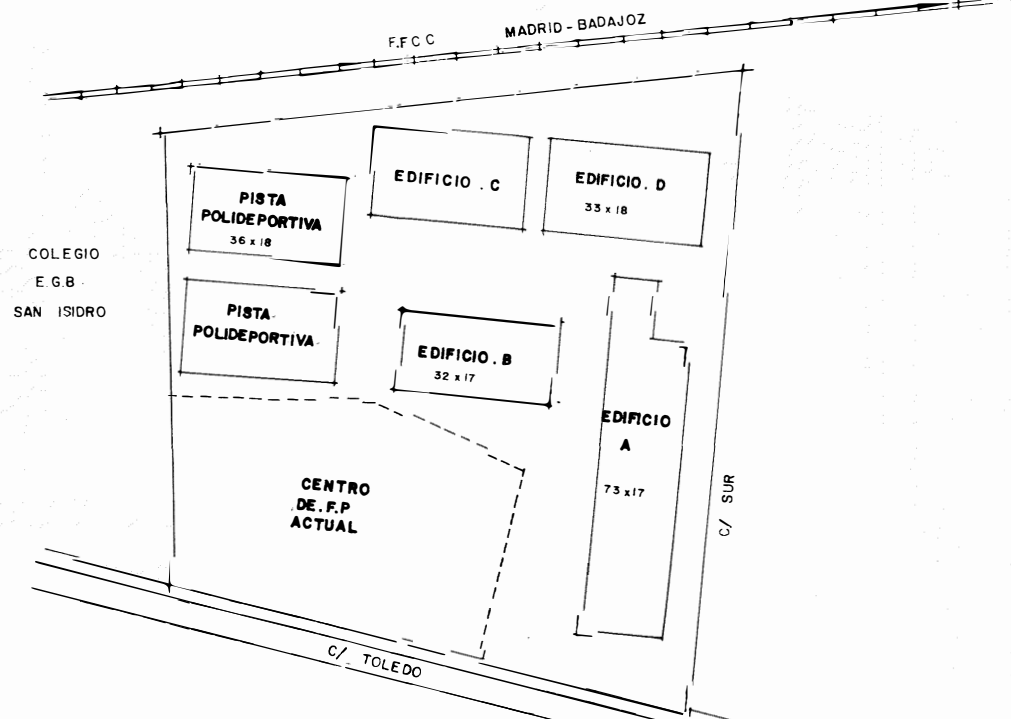 F.F C C MADRID - BADAJOZ
EDIFICIO . C
EDIFICIO. D
33 x 18
PISTA
POLIDEPORTIVA
36 x 18
COLEGIO
E.G.B.
SAN ISIDRO
PISTA
POLIDEPORTIVA
EDIFICIO . B
32 x 17
EDIFICIO
A
73 x 17
CENTRO
DE. F.P
ACTUAL
C/ SUR
C/ TOLEDO